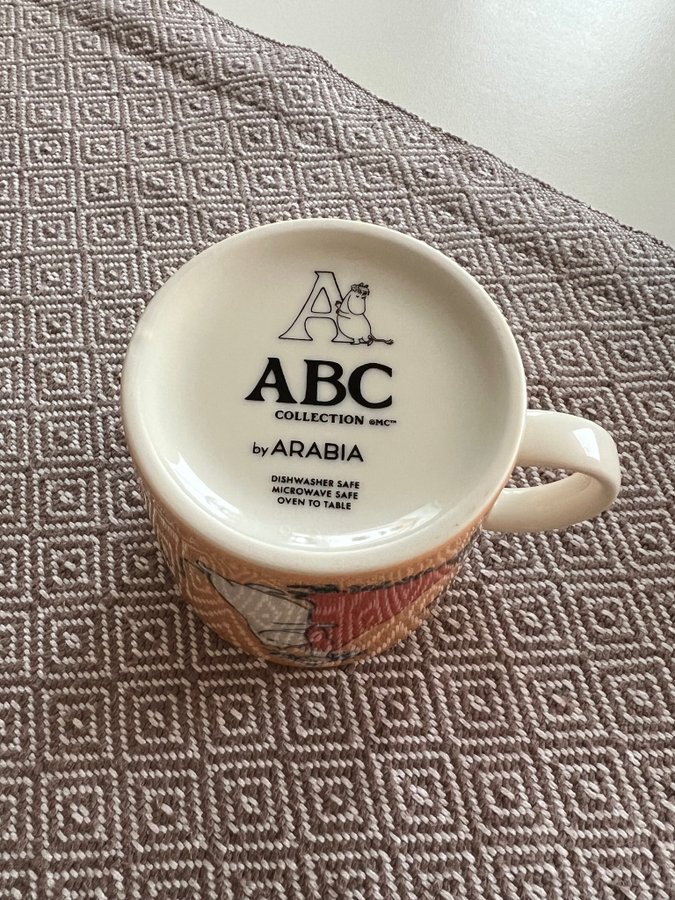 A
ABC
COLLECTION ©MC™
by ARABIA
DISHWASHER SAFE
MICROWAVE SAFE
OVEN TO TABLE